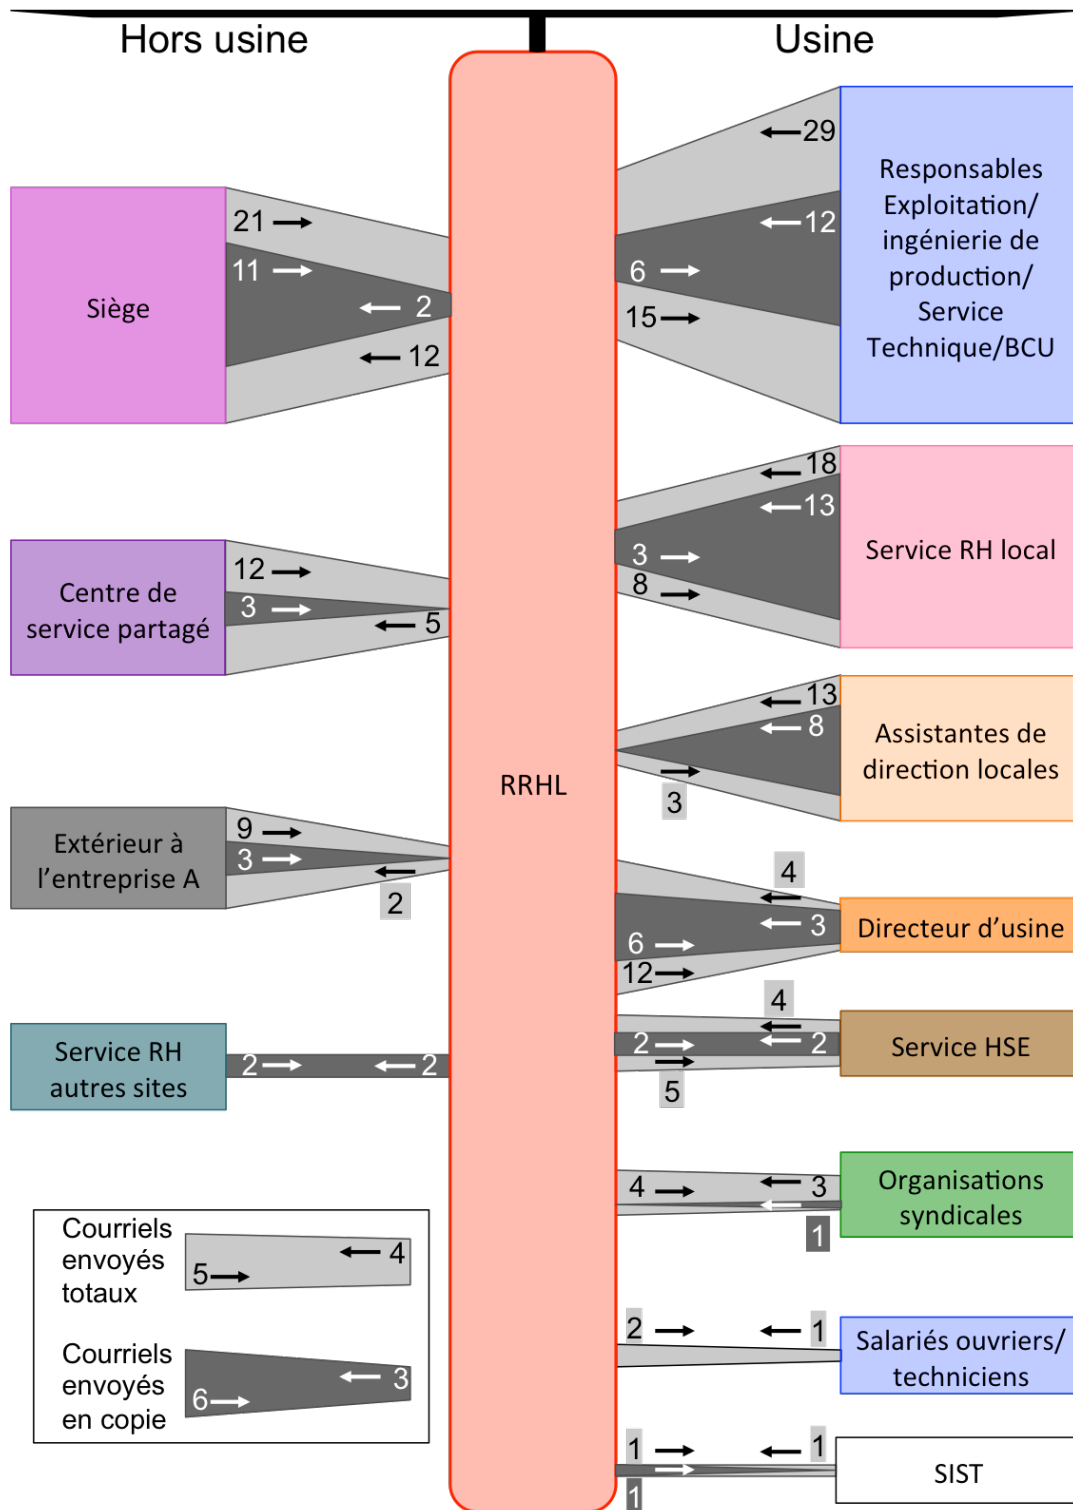 Hors usine
Usine
Siège
21
11
2
12
Centre de
service partagé
12
3
5
Extérieur à
l'entreprise A
9
3
2
Service RH
autres sites
2
2
RRHL
29
12
6
15
Responsables
Exploitation/
ingénierie de
production/
Service
Technique/BCU
18
13
3
8
Service RH local
13
8
3
Assistantes de
direction locales
4
3
6
12
Directeur d'usine
4
2
2
5
Service HSE
4
3
1
Organisations
syndicales
2
1
Salariés ouvriers/
techniciens
1
1
1
SIST
Courriels
envoyés
totaux
4
5
Courriels
envoyés
en copie
3
6